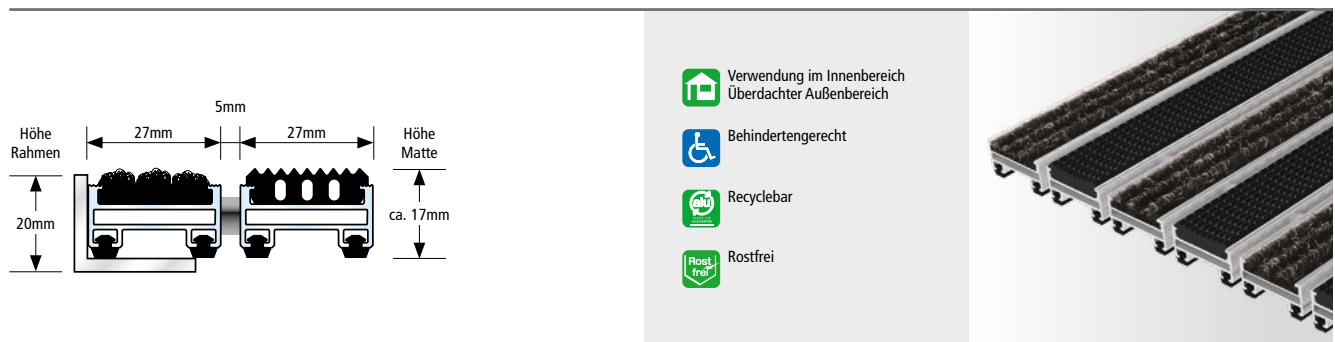 5mm
Höhe
Rahmen
27mm
27mm
Höhe
Matte
20mm
ca. 17mm
Verwendung im Innenbereich
Überdachter Außenbereich
Behindertengerecht
alu
Recyclebar
Rost
frei
Rostfrei